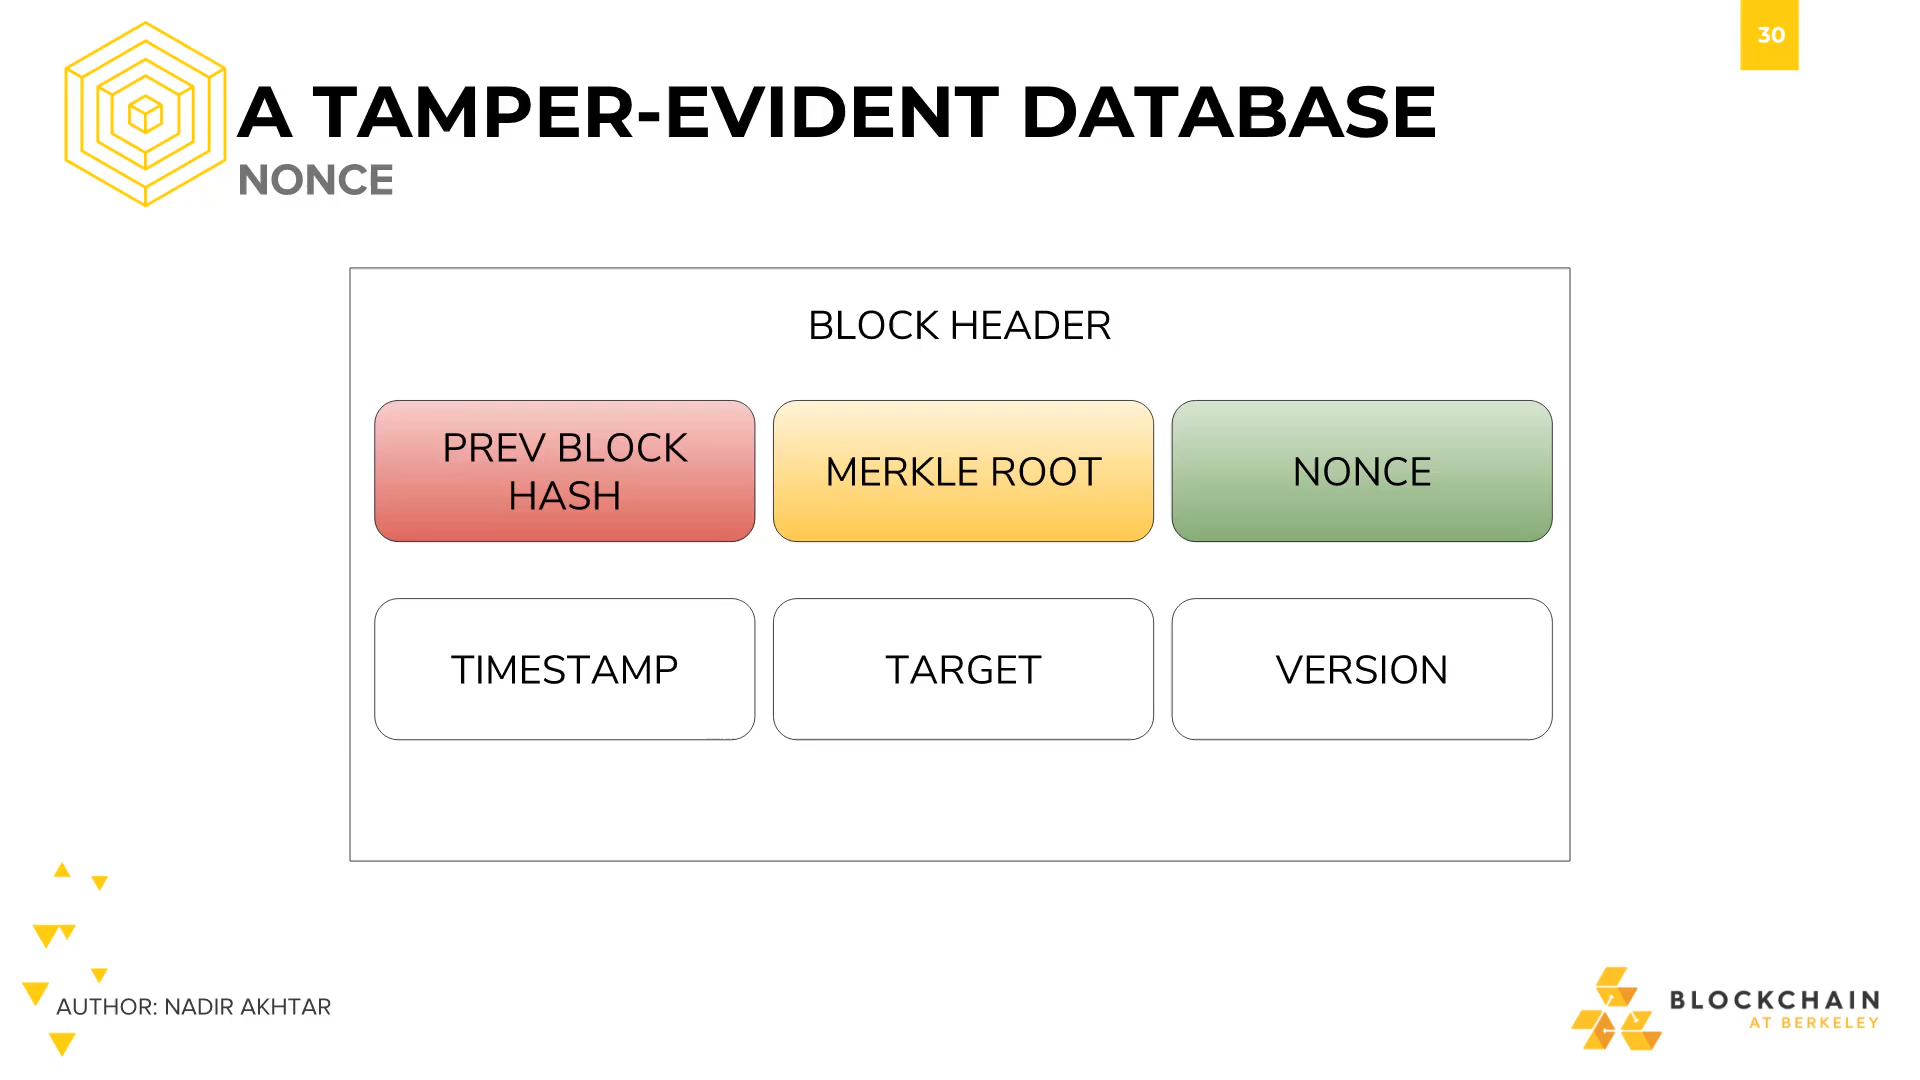 30
A TAMPER-EVIDENT DATABASE
NONCE
BLOCK HEADER
PREV BLOCK
HASH
MERKLE ROOT
NONCE
TIMESTAMP
TARGET
VERSION
AUTHOR: NADIR AKHTAR
BLOCKCHAIN
AT BERKELEY